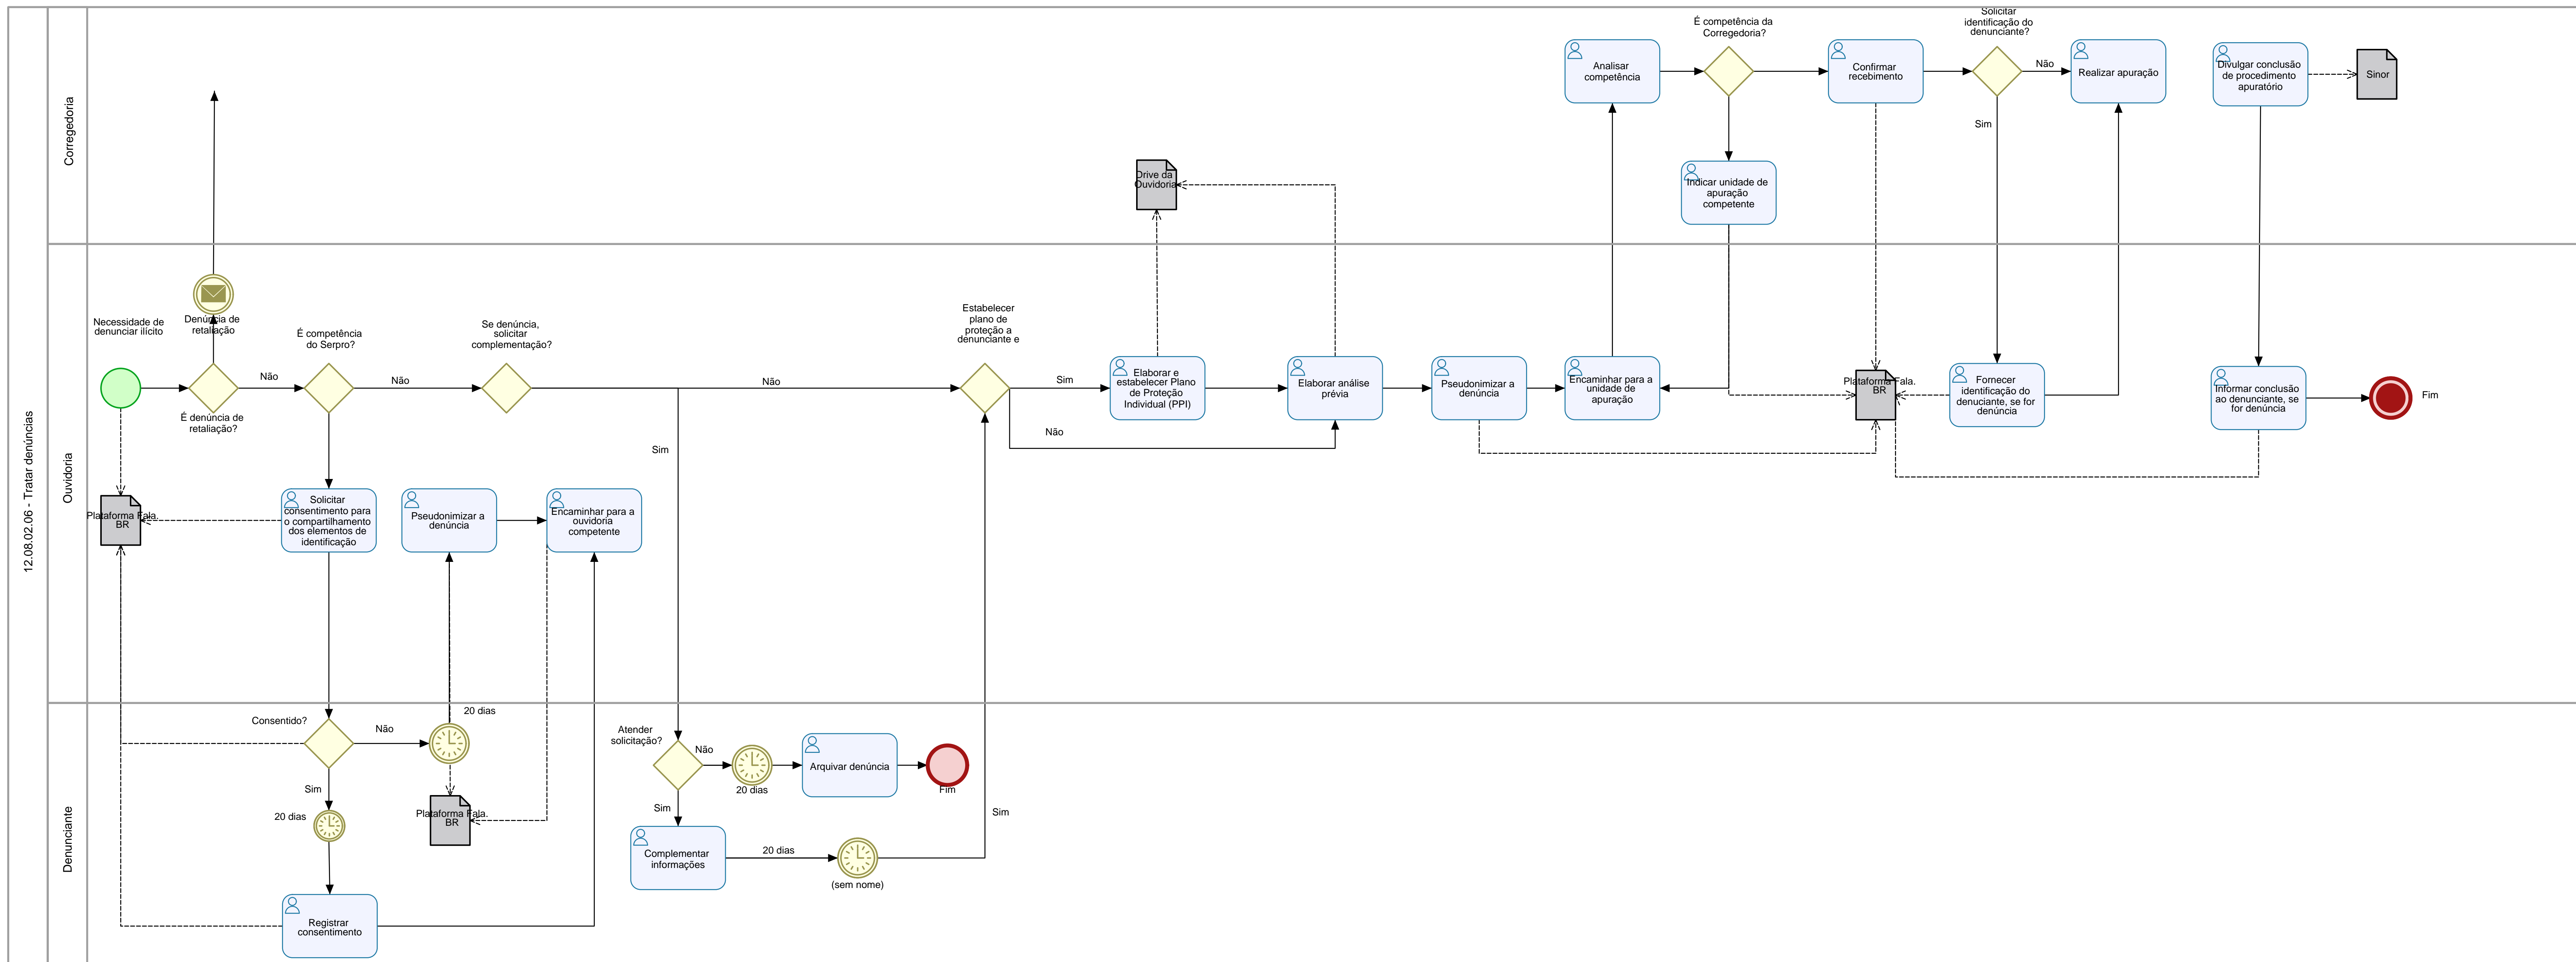 12.08.02.06 - Tratar denúncias
Corregedoria
É competência da
Corregedoria?
Solicitar
identificação do
denunciante?
Analisar
competência
Confirmar
recebimento
Não
Realizar apuração
Divulgar conclusão
de procedimento
apuratório
Sinor
Sim
Drive da
Ouvidoria
Indicar unidade de
apuração
competente
Ouvidoria
Necessidade de
denunciar ilícito
Denúncia de
retaliação
É competência
do Serpro?
Se denúncia,
solicitar
complementação?
Estabelecer
plano de
proteção a
denunciante e
Não
Não
Não
Sim
É denúncia de
retaliação?
Elaborar e
estabelecer Plano
de Proteção
Individual (PPI)
Elaborar análise
prévia
Pseudonimizar a
denúncia
Encaminhar para a
unidade de
apuração
Plataforma Fala.
BR
Fornecer
identificação do
denuciante, se for
denúncia
Informar conclusão
ao denunciante, se
for denúncia
Fim
Não
Sim
Plataforma Fala.
BR
Solicitar
consentimento para
o compartilhamento
dos elementos de
identificação
Pseudonimizar a
denúncia
Encaminhar para a
ouvidoria
competente
Denunciante
Consentido?
Não
20 dias
Atender
solicitação?
Não
20 dias
Arquivar denúncia
Fim
Sim
20 dias
Plataforma Fala.
BR
Sim
Complementar
informações
20 dias
(sem nome)
Sim
Registrar
consentimento